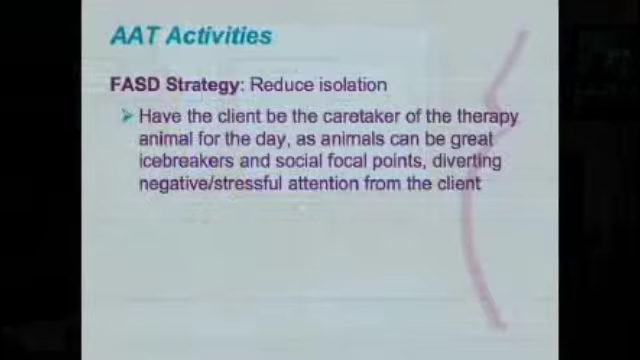 AAT Activities
FASD Strategy: Reduce isolation
➤ Have the client be the caretaker of the therapy
animal for the day, as animals can be great
icebreakers and social focal points, diverting
negative/stressful attention from the client